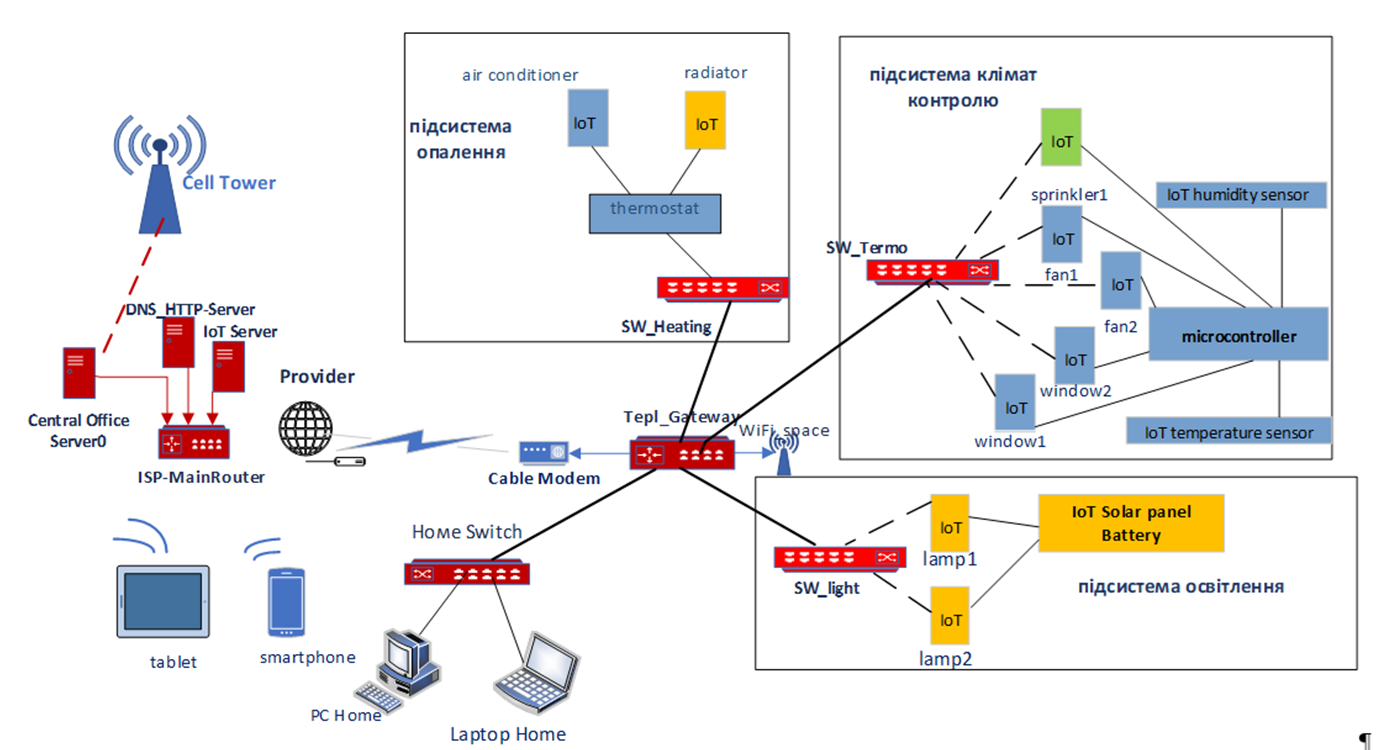 air conditioner
radiator
IoT
IoT
підсистема
опалення
thermostat
SW_Heating
підсистема клімат
контролю
IoT
sprinkler1
IoT humidity sensor
IoT
SW_Termo
fan1
IoT
fan2
microcontroller
IoT
window2
IoT
window1
IoT temperature sensor
Cell Tower
DNS_HTTP-Server
IoT Server
Central Office
Server0
ISP-MainRouter
Provider
Cable Modem
Tepl_Gateway
WiFi space
Home Switch
tablet
smartphone
PC Home
Laptop Home
SW_light
IoT
lamp1
IoT
lamp2
IoT Solar panel
Battery
підсистема освітлення
¶